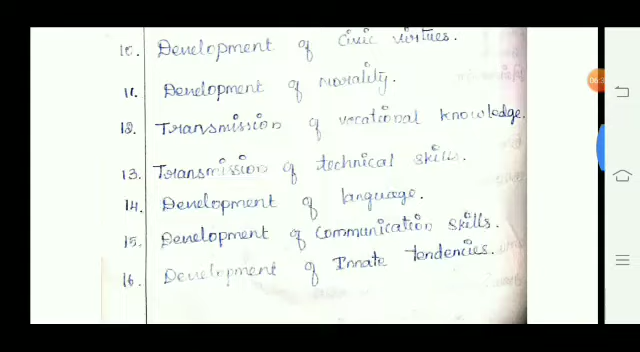 10. Development of civic virtues.
11. Development of morality.
12. Transmission of vocational knowledge.
13. Transmission of technical skills.
14. Development of language.
15. Development of Communication skills.
16. Development of Innate tendencies.